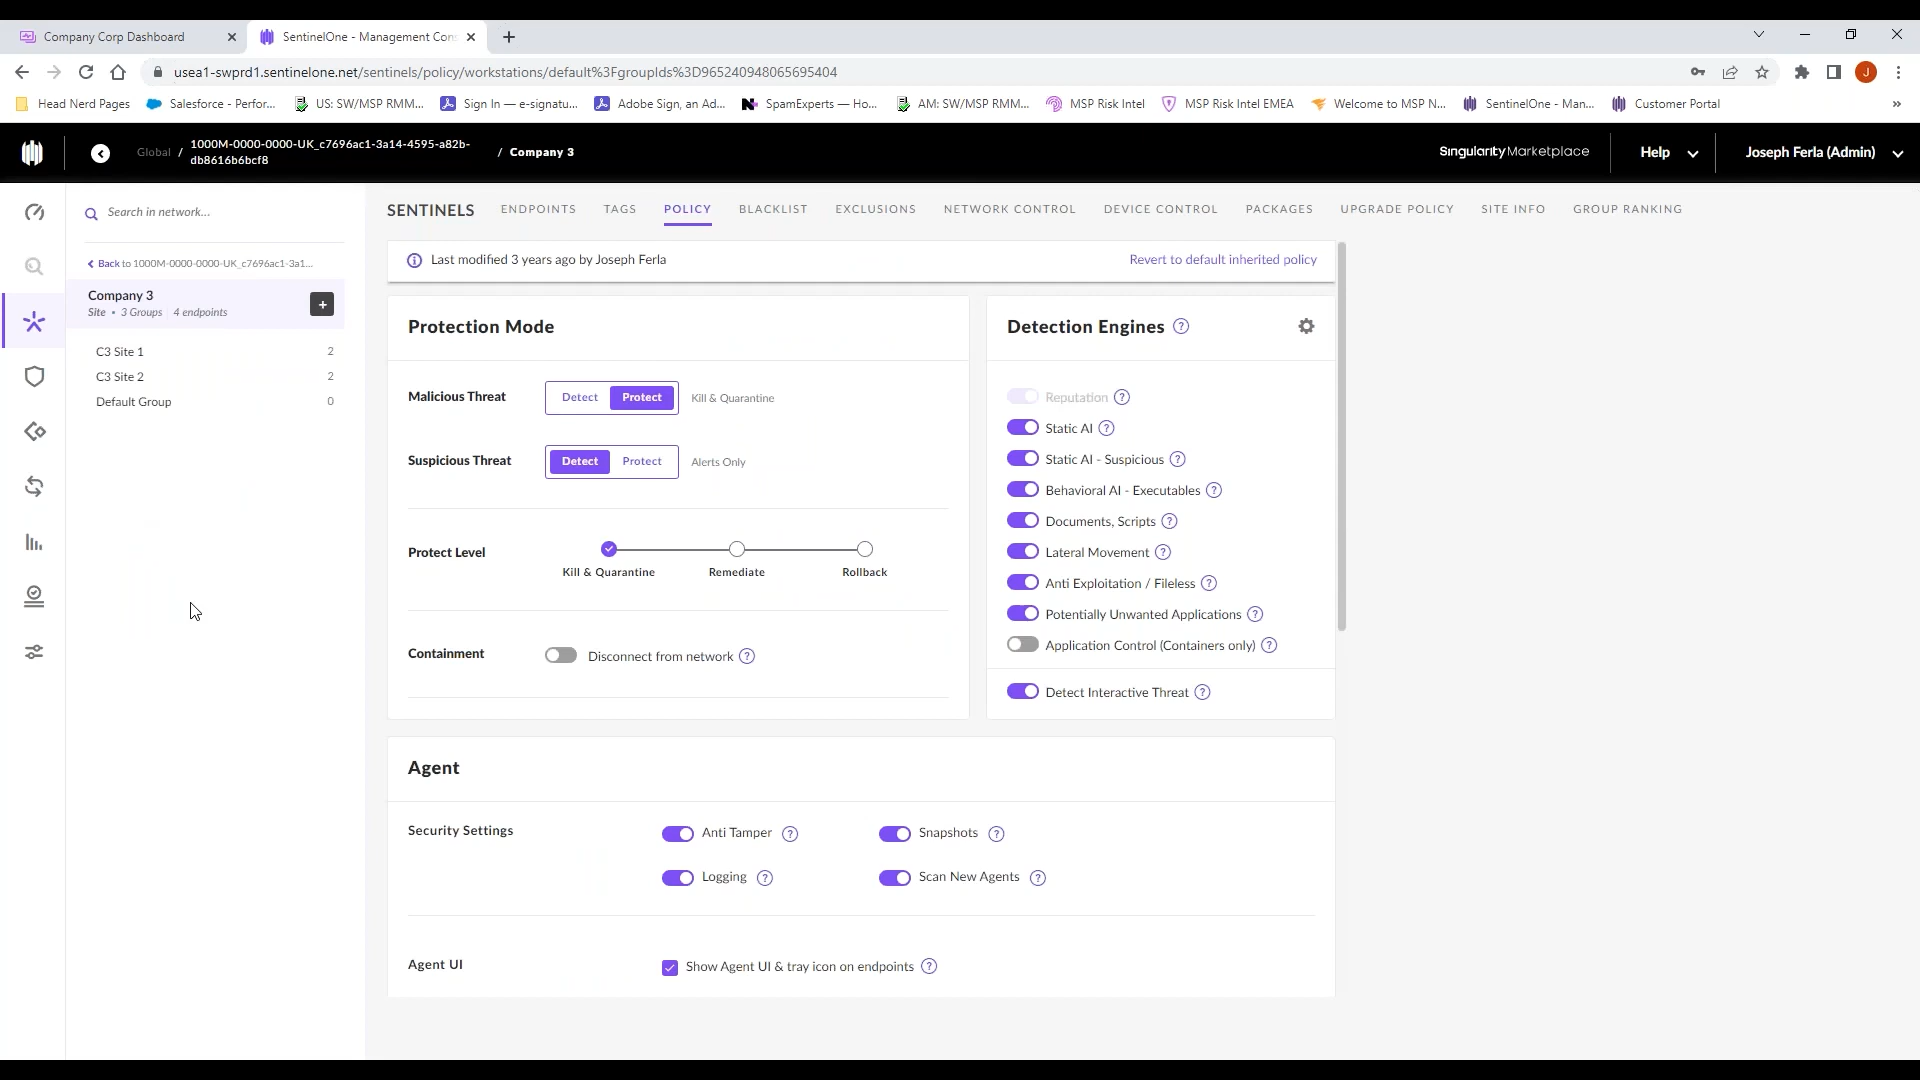 Company Corp Dashboard
SentinelOne - Management Con
usea1-swprd1.sentinelone.net/sentinels/policy/workstations/default%3FgroupIds%3D965240948065695404
J
Head Nerd Pages
Salesforce - Perfor...
US: SW/MSP RMM...
Sign In — e-signatu...
Adobe Sign, an Ad...
SpamExperts — Ho...
AM: SW/MSP RMM...
MSP Risk Intel
MSP Risk Intel EMEA
Welcome to MSP N...
SentinelOne - Man...
Customer Portal
Global / 1000M-0000-0000-UK_c7696ac1-3a14-4595-a82b-
db8616b6bcf8
/ Company 3
Singularity Marketplace
Help
Joseph Ferla (Admin)
Search in network...
Back to 1000M-0000-0000-UK_c7696ac1-3a1...
Company 3
Site • 3 Groups 4 endpoints
+
C3 Site 1 2
C3 Site 2 2
Default Group 0
SENTINELS
ENDPOINTS
TAGS
POLICY
BLACKLIST
EXCLUSIONS
NETWORK CONTROL
DEVICE CONTROL
PACKAGES
UPGRADE POLICY
SITE INFO
GROUP RANKING
Last modified 3 years ago by Joseph Ferla
Revert to default inherited policy
Protection Mode
Malicious Threat Detect Protect Kill & Quarantine
Suspicious Threat Detect Protect Alerts Only
Protect Level
Kill & Quarantine Remediate Rollback
Containment Disconnect from network ?
Detection Engines ?
Reputation ?
Static AI ?
Static AI - Suspicious ?
Behavioral AI - Executables ?
Documents, Scripts ?
Lateral Movement ?
Anti Exploitation / Fileless ?
Potentially Unwanted Applications ?
Application Control (Containers only) ?
Detect Interactive Threat ?
Agent
Security Settings Anti Tamper ? Snapshots ?
Logging ? Scan New Agents ?
Agent UI Show Agent UI & tray icon on endpoints ?